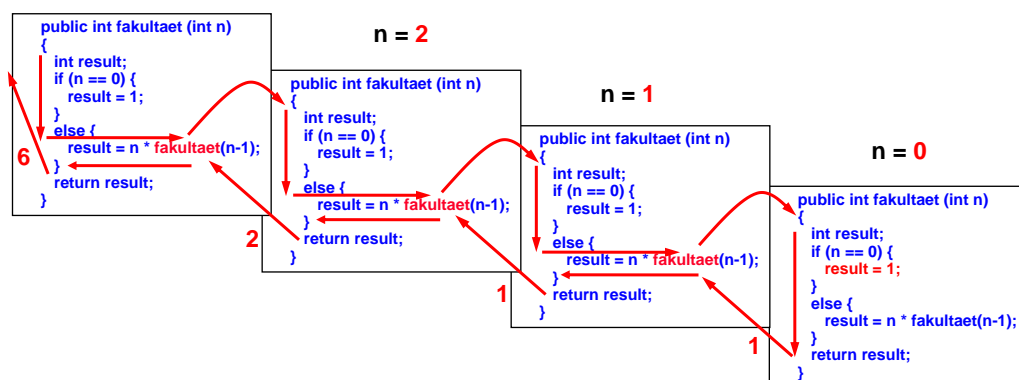 public int fakultaet (int n)
{
int result;
if (n == 0) {
result = 1;
}
else {
result = n * fakultaet(n-1);
}
return result;
}
6
n = 2
public int fakultaet (int n)
{
int result;
if (n == 0) {
result = 1;
}
else {
result = n * fakultaet(n-1);
}
return result;
}
2
n = 1
public int fakultaet (int n)
{
int result;
if (n == 0) {
result = 1;
}
else {
result = n * fakultaet(n-1);
}
return result;
}
1
n = 0
public int fakultaet (int n)
{
int result;
if (n == 0) {
result = 1;
}
else {
result = n * fakultaet(n-1);
}
return result;
}
1